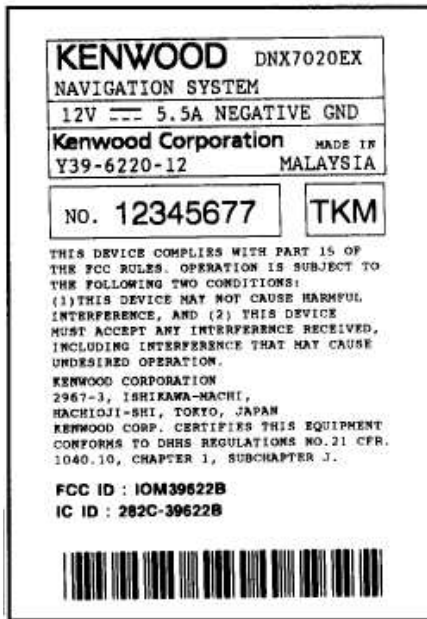 KENWOOD DNX7020EX
NAVIGATION SYSTEM
12V ⎓ 5.5A NEGATIVE GND
Kenwood Corporation MADE IN
Y39-6220-12 MALAYSIA
NO. 12345677 TKM
THIS DEVICE COMPLIES WITH PART 15 OF
THE FCC RULES. OPERATION IS SUBJECT TO
THE FOLLOWING TWO CONDITIONS:
(1)THIS DEVICE MAY NOT CAUSE HARMFUL
INTERFERENCE, AND (2) THIS DEVICE
MUST ACCEPT ANY INTERFERENCE RECEIVED,
INCLUDING INTERFERENCE THAT MAY CAUSE
UNDESIRED OPERATION.
KENWOOD CORPORATION
2967-3, ISHIKAWA-MACHI,
HACHIOJI-SHI, TOKYO, JAPAN
KENWOOD CORP. CERTIFIES THIS EQUIPMENT
CONFORMS TO DHHS REGULATIONS NO.21 CFR.
1040.10, CHAPTER 1, SUBCHAPTER J.
FCC ID : IOM39622B
IC ID : 282C-39622B